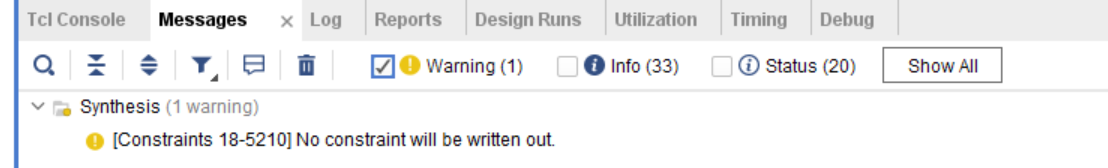 Tcl Console Messages × Log Reports Design Runs Utilization Timing Debug
Warning (1) Info (33) Status (20) Show All
Synthesis (1 warning)
[Constraints 18-5210] No constraint will be written out.